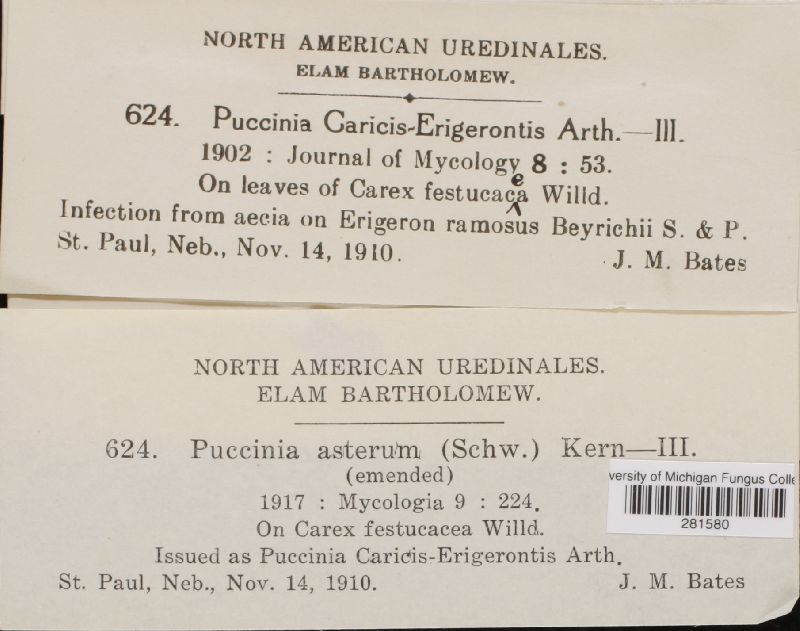 NORTH AMERICAN UREDINALES.
ELAM BARTHOLOMEW.
624. Puccinia Caricis-Erigerontis Arth.—III.
1902 : Journal of Mycology 8 : 53.
On leaves of Carex festucacea Willd.
Infection from aecia on Erigeron ramosus Beyrichii S. & P.
St. Paul, Neb., Nov. 14, 1910. J. M. Bates
NORTH AMERICAN UREDINALES.
ELAM BARTHOLOMEW.
624. Puccinia asterum (Schw.) Kern—III.
(emended)
1917 : Mycologia 9 : 224.
On Carex festucacea Willd.
Issued as Puccinia Caricis-Erigerontis Arth.
St. Paul, Neb., Nov. 14, 1910. J. M. Bates
versity of Michigan Fungus Colle
281580